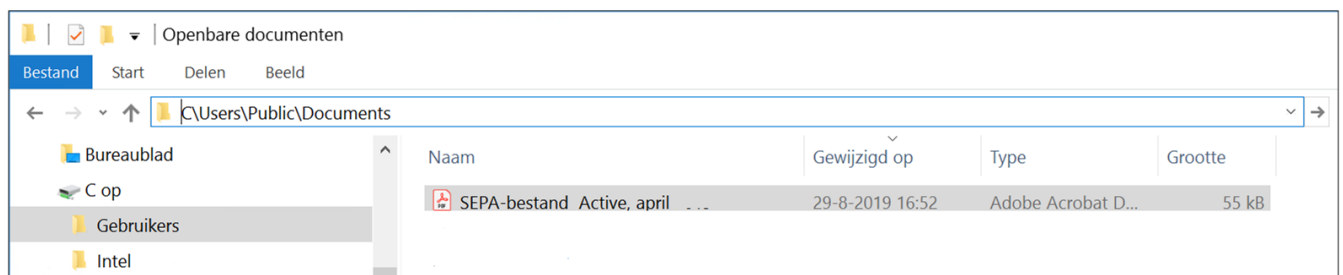 Openbare documenten
Bestand Start Delen Beeld
C\Users\Public\Documents
Bureaublad
C op
Gebruikers
Intel
Naam Gewijzigd op Type Grootte
SEPA-bestand Active, april 29-8-2019 16:52 Adobe Acrobat D... 55 kB